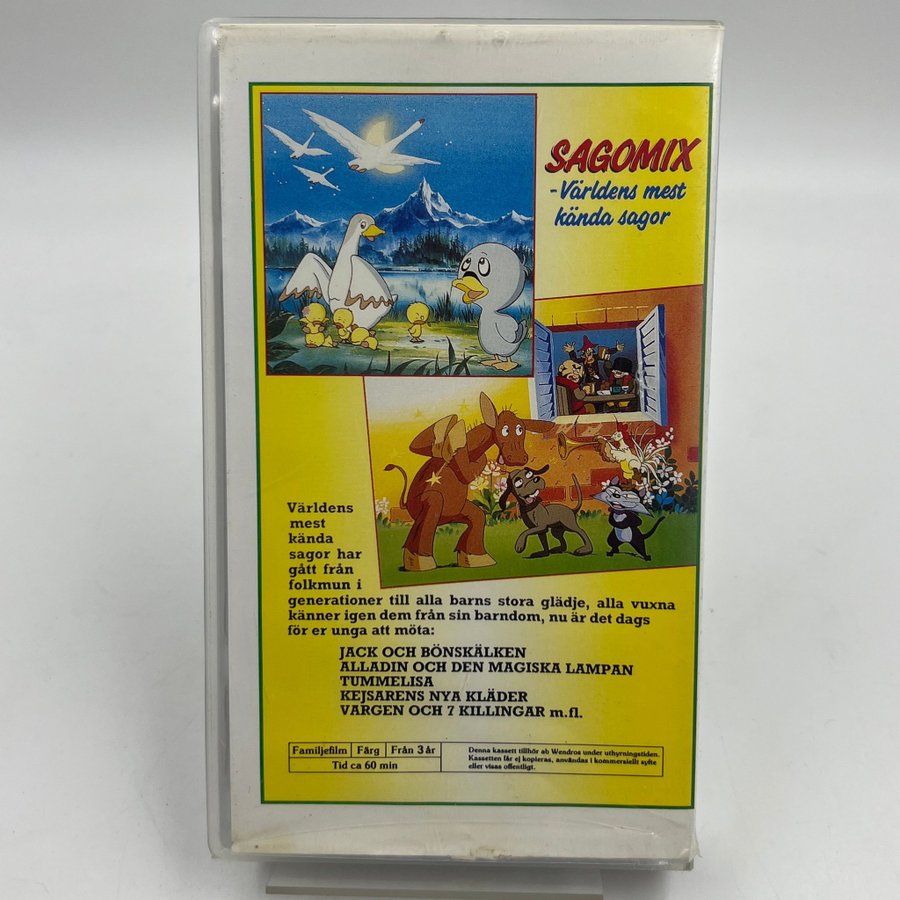 SAGOMIX
- Världens mest
kända sagor
Världens
mest
kända
sagor har
gått från
folkmun i
generationer till alla barns stora glädje, alla vuxna
känner igen dem från sin barndom, nu är det dags
för er unga att möta:
JACK OCH BÖNSKÄLKEN
ALLADIN OCH DEN MAGISKA LAMPAN
TUMMELISA
KEJSARENS NYA KLÄDER
VARGEN OCH 7 KILLINGAR m.fl.
Familjefilm Färg Från 3 år
Tid ca 60 min
Denna kassett tillhör ab Wendros under uthyrningstiden.
Kassetten får ej kopieras, användas i kommersiellt syfte
eller visas offentligt.